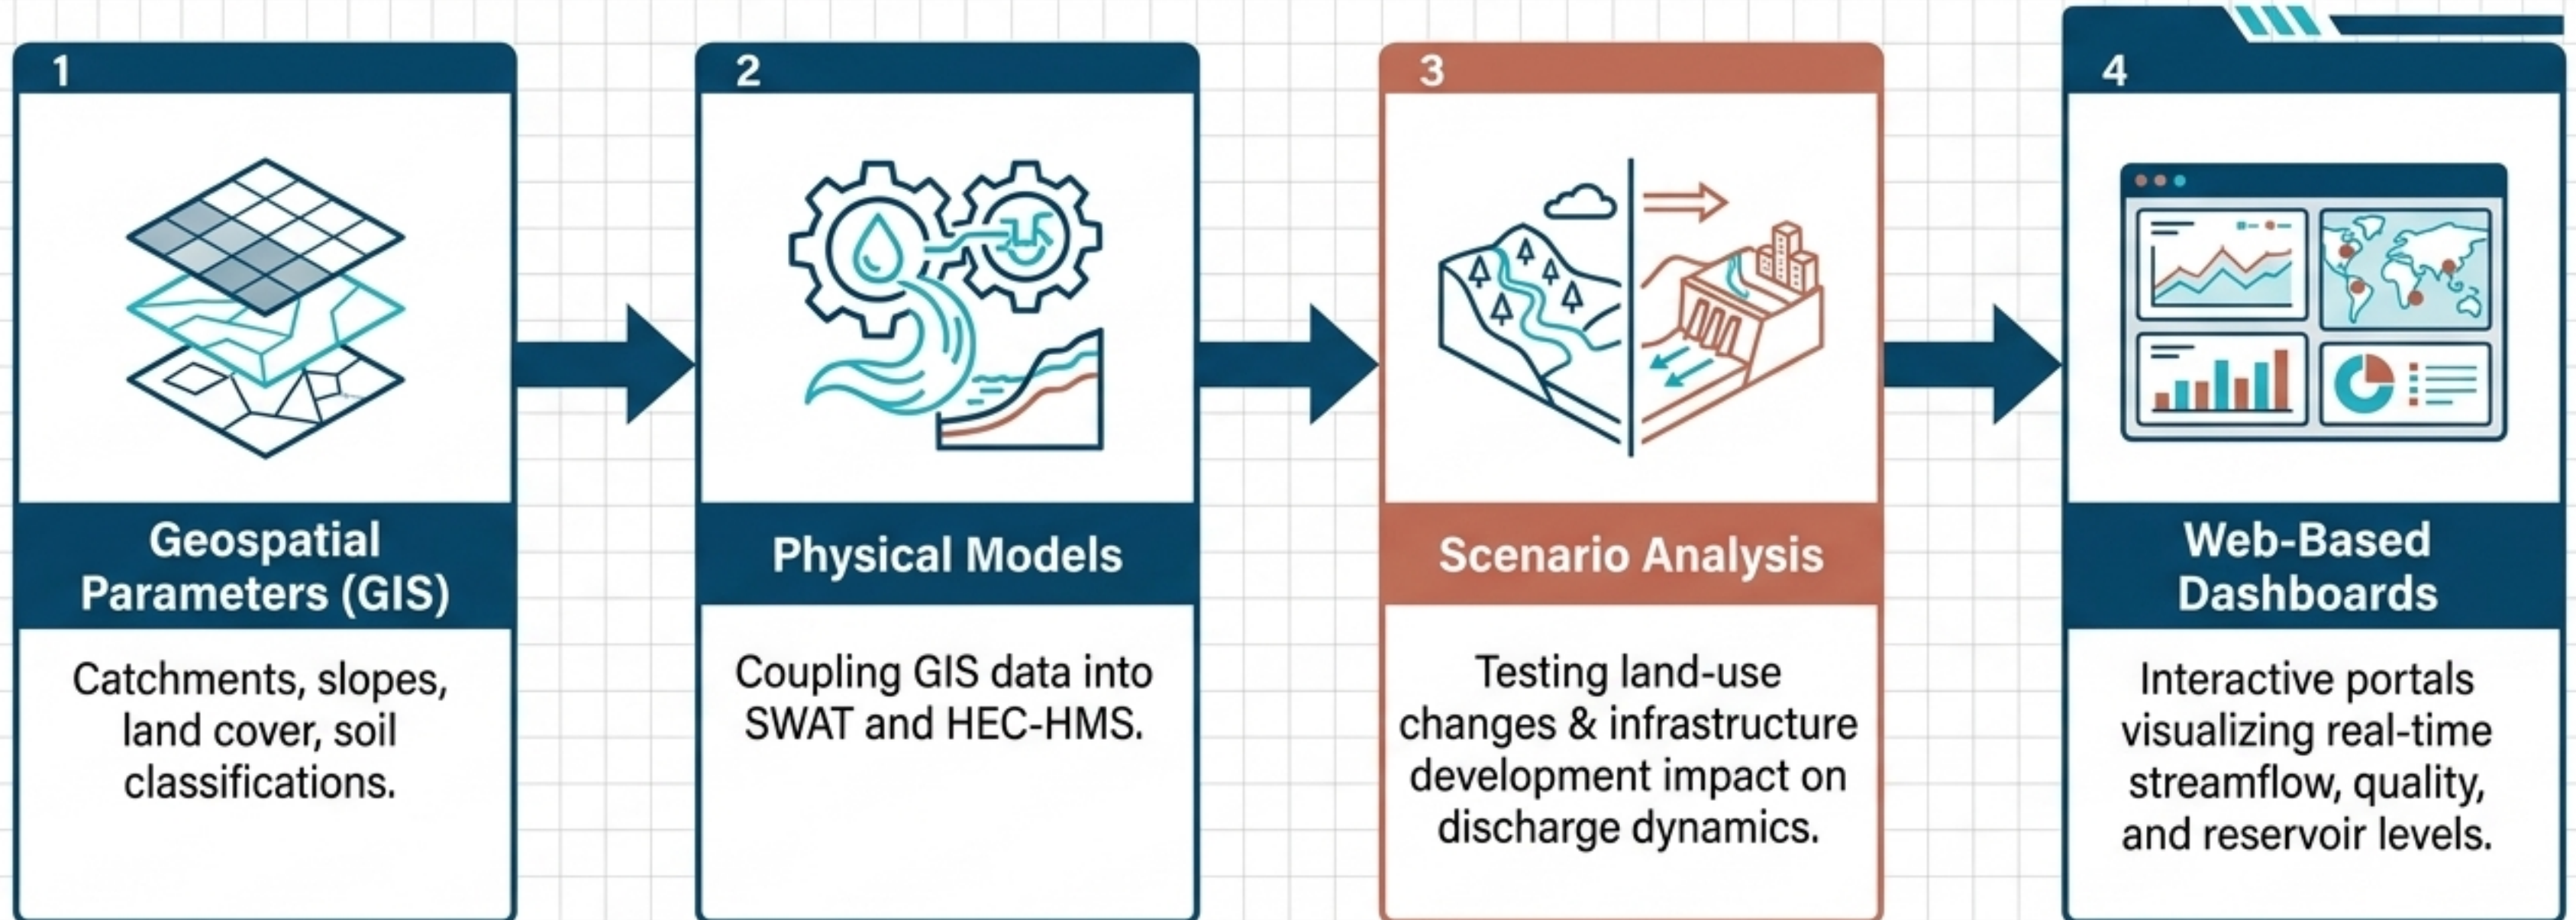 1
Geospatial
Parameters (GIS)
Catchments, slopes,
land cover, soil
classifications.
2
Physical Models
Coupling GIS data into
SWAT and HEC-HMS.
3
Scenario Analysis
Testing land-use
changes & infrastructure
development impact on
discharge dynamics.
4
Web-Based
Dashboards
Interactive portals
visualizing real-time
streamflow, quality,
and reservoir levels.